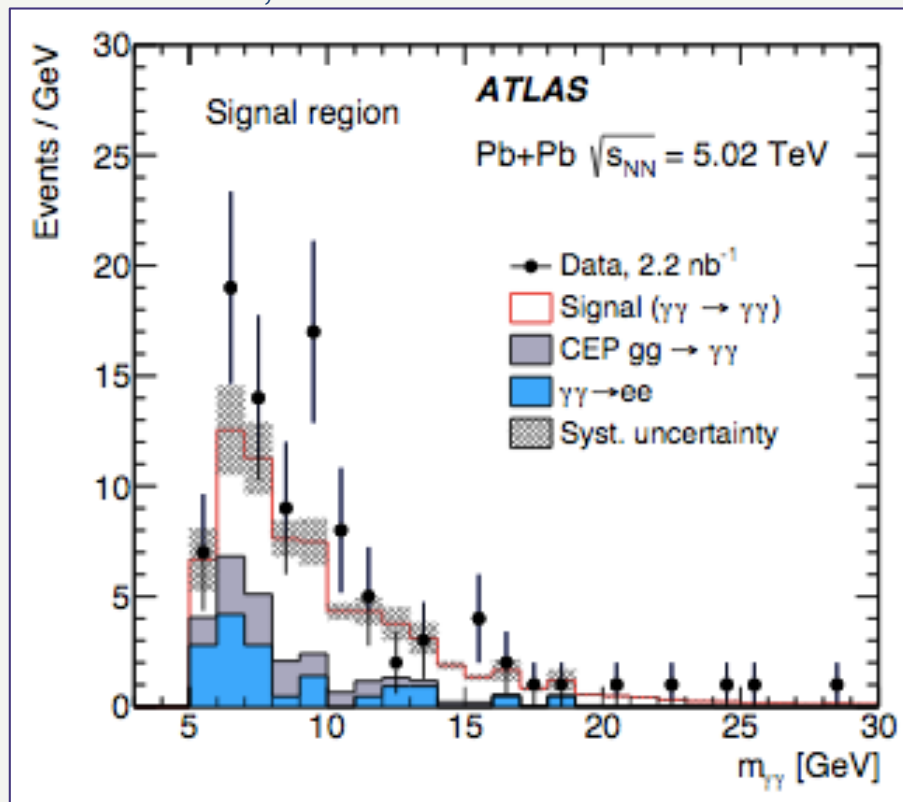 30
25
20
15
10
5
0
Events / GeV
Signal region
ATLAS
Pb+Pb √sNN = 5.02 TeV
Data, 2.2 nb⁻¹
Signal (γγ → γγ)
CEP gg → γγ
γγ→ee
Syst. uncertainty
5 10 15 20 25 30
mγγ [GeV]